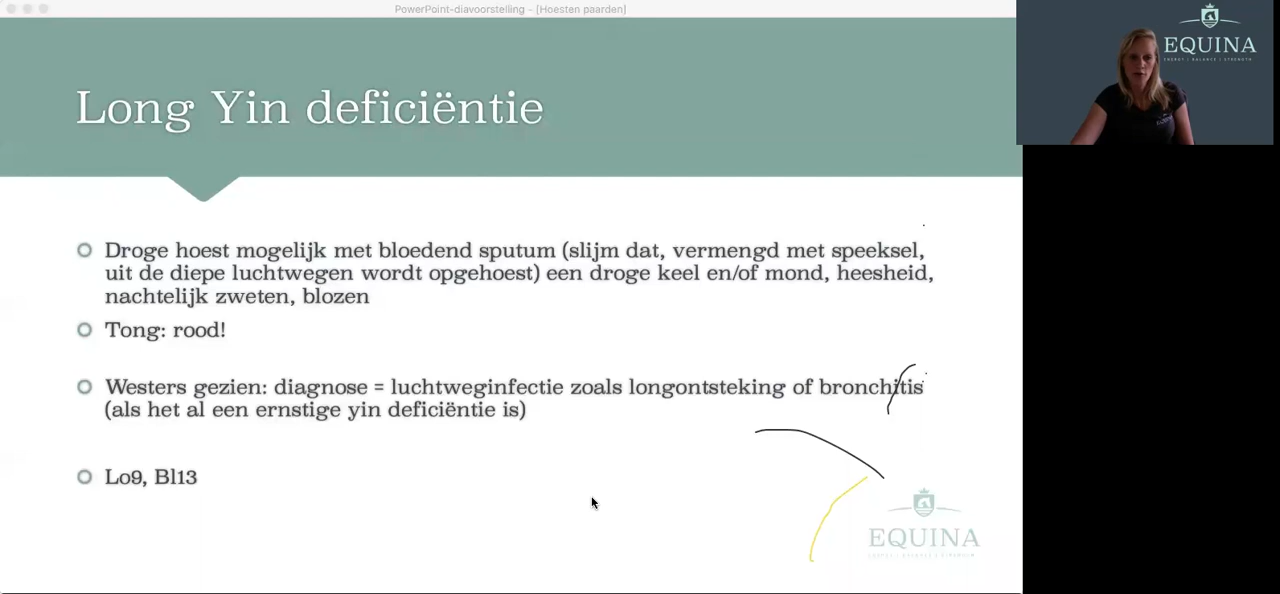 PowerPoint-diavoorstelling - [Hoesten paarden]
EQUINA
ENERGY | BALANCE | STRENGTH
Long Yin deficiëntie
Droge hoest mogelijk met bloedend sputum (slijm dat, vermengd met speeksel,
uit de diepe luchtwegen wordt opgehoest) een droge keel en/of mond, heesheid,
nachtelijk zweten, blozen
Tong: rood!
Westers gezien: diagnose = luchtweginfectie zoals longontsteking of bronchitis
(als het al een ernstige yin deficiëntie is)
Lo9, Bl13
EQUINA